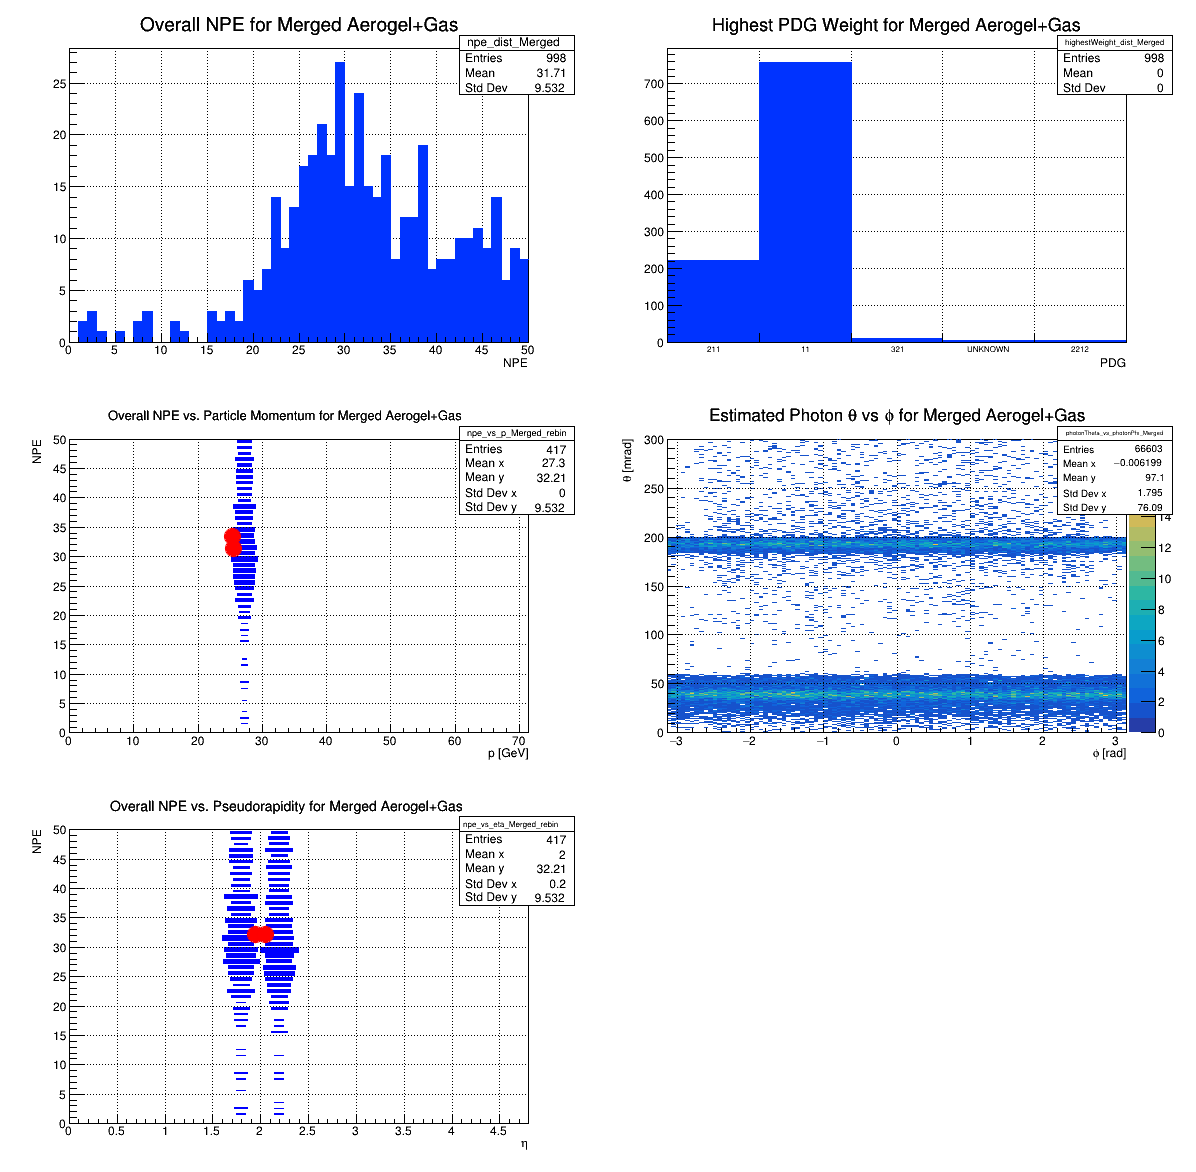 Overall NPE for Merged Aerogel+Gas
npe_dist_Merged
Entries 998
Mean 31.71
Std Dev 9.532
25
20
15
10
5
0
0 5 10 15 20 25 30 35 40 45 50
NPE
Highest PDG Weight for Merged Aerogel+Gas
highestWeight_dist_Merged
Entries 998
Mean 0
Std Dev 0
700
600
500
400
300
200
100
0
211 11 321 UNKNOWN 2212
PDG
Overall NPE vs. Particle Momentum for Merged Aerogel+Gas
npe_vs_p_Merged_rebin
Entries 417
Mean x 27.3
Mean y 32.21
Std Dev x 0
Std Dev y 9.532
NPE
50
45
40
35
30
25
20
15
10
5
0
0 10 20 30 40 50 60 70
p [GeV]
Estimated Photon θ vs ϕ for Merged Aerogel+Gas
photonTheta_vs_photonPhi_Merged
Entries 66603
Mean x −0.006199
Mean y 97.1
Std Dev x 1.795
Std Dev y 76.09
θ [mrad]
300
250
200
150
100
50
0
−3 −2 −1 0 1 2 3
ϕ [rad]
14
12
10
8
6
4
2
0
Overall NPE vs. Pseudorapidity for Merged Aerogel+Gas
npe_vs_eta_Merged_rebin
Entries 417
Mean x 2
Mean y 32.21
Std Dev x 0.2
Std Dev y 9.532
NPE
50
45
40
35
30
25
20
15
10
5
0
0 0.5 1 1.5 2 2.5 3 3.5 4 4.5
η